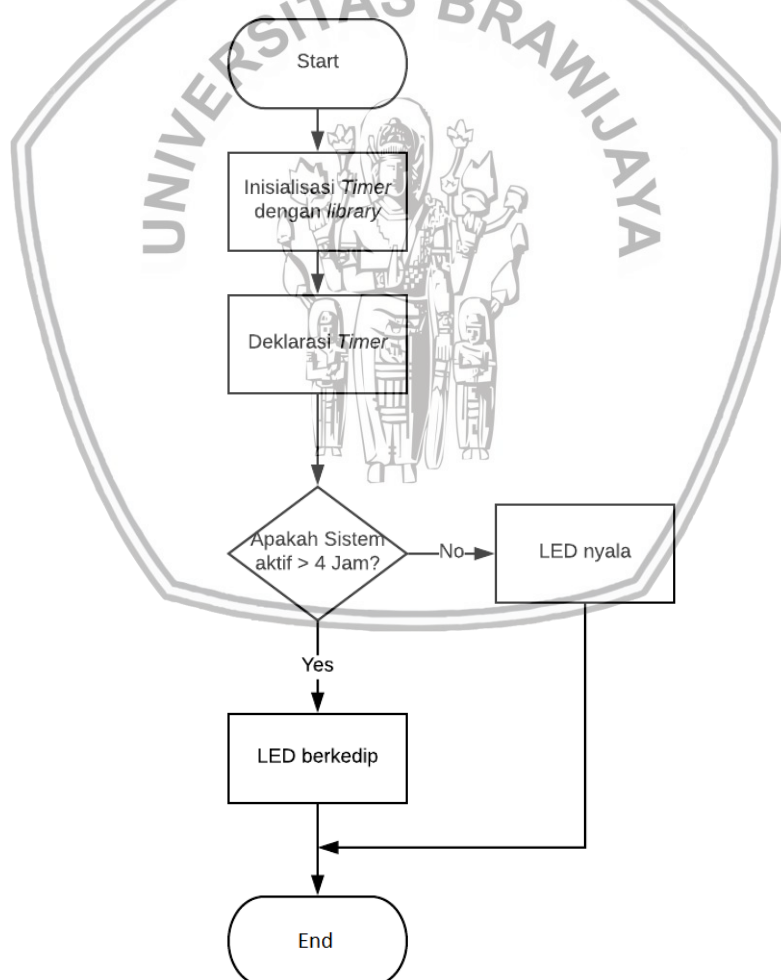 UNIVERSITAS BRAWIJAYA
Start
Inisialisasi Timer
dengan library
Deklarasi Timer
Apakah Sistem
aktif > 4 Jam?
No
LED nyala
Yes
LED berkedip
End